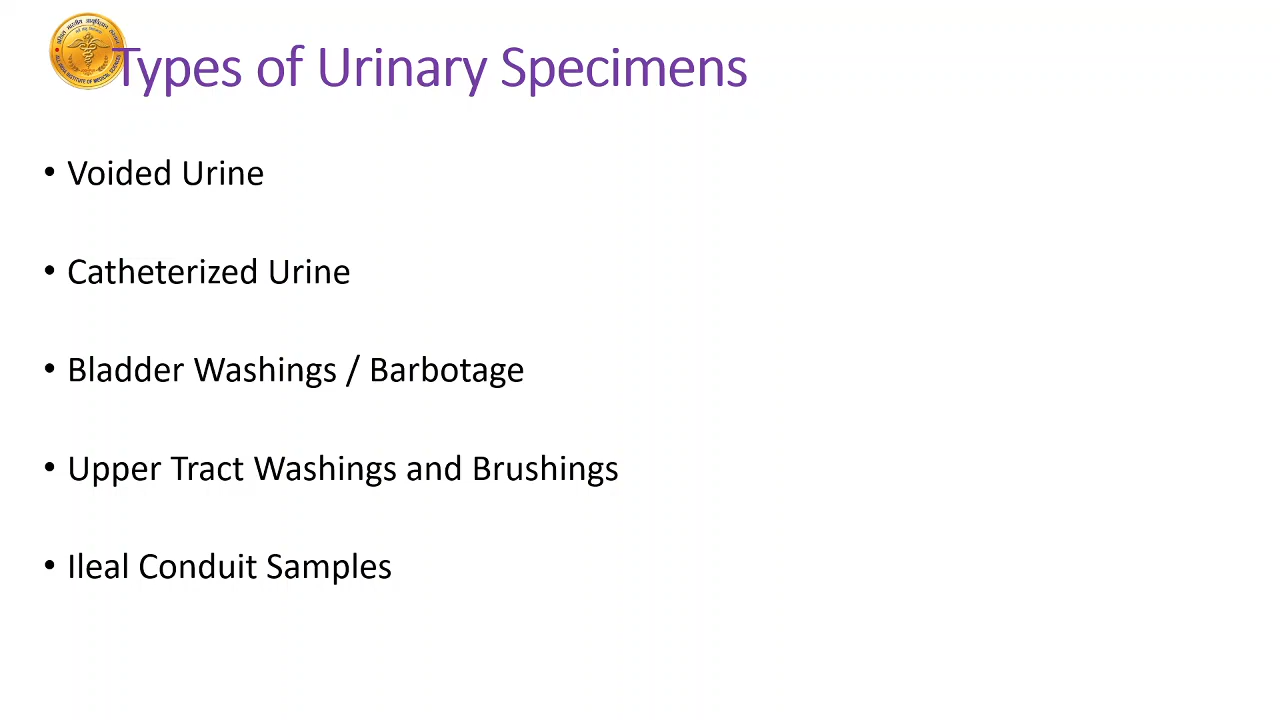 Types of Urinary Specimens
• Voided Urine
• Catheterized Urine
• Bladder Washings / Barbotage
• Upper Tract Washings and Brushings
• Ileal Conduit Samples